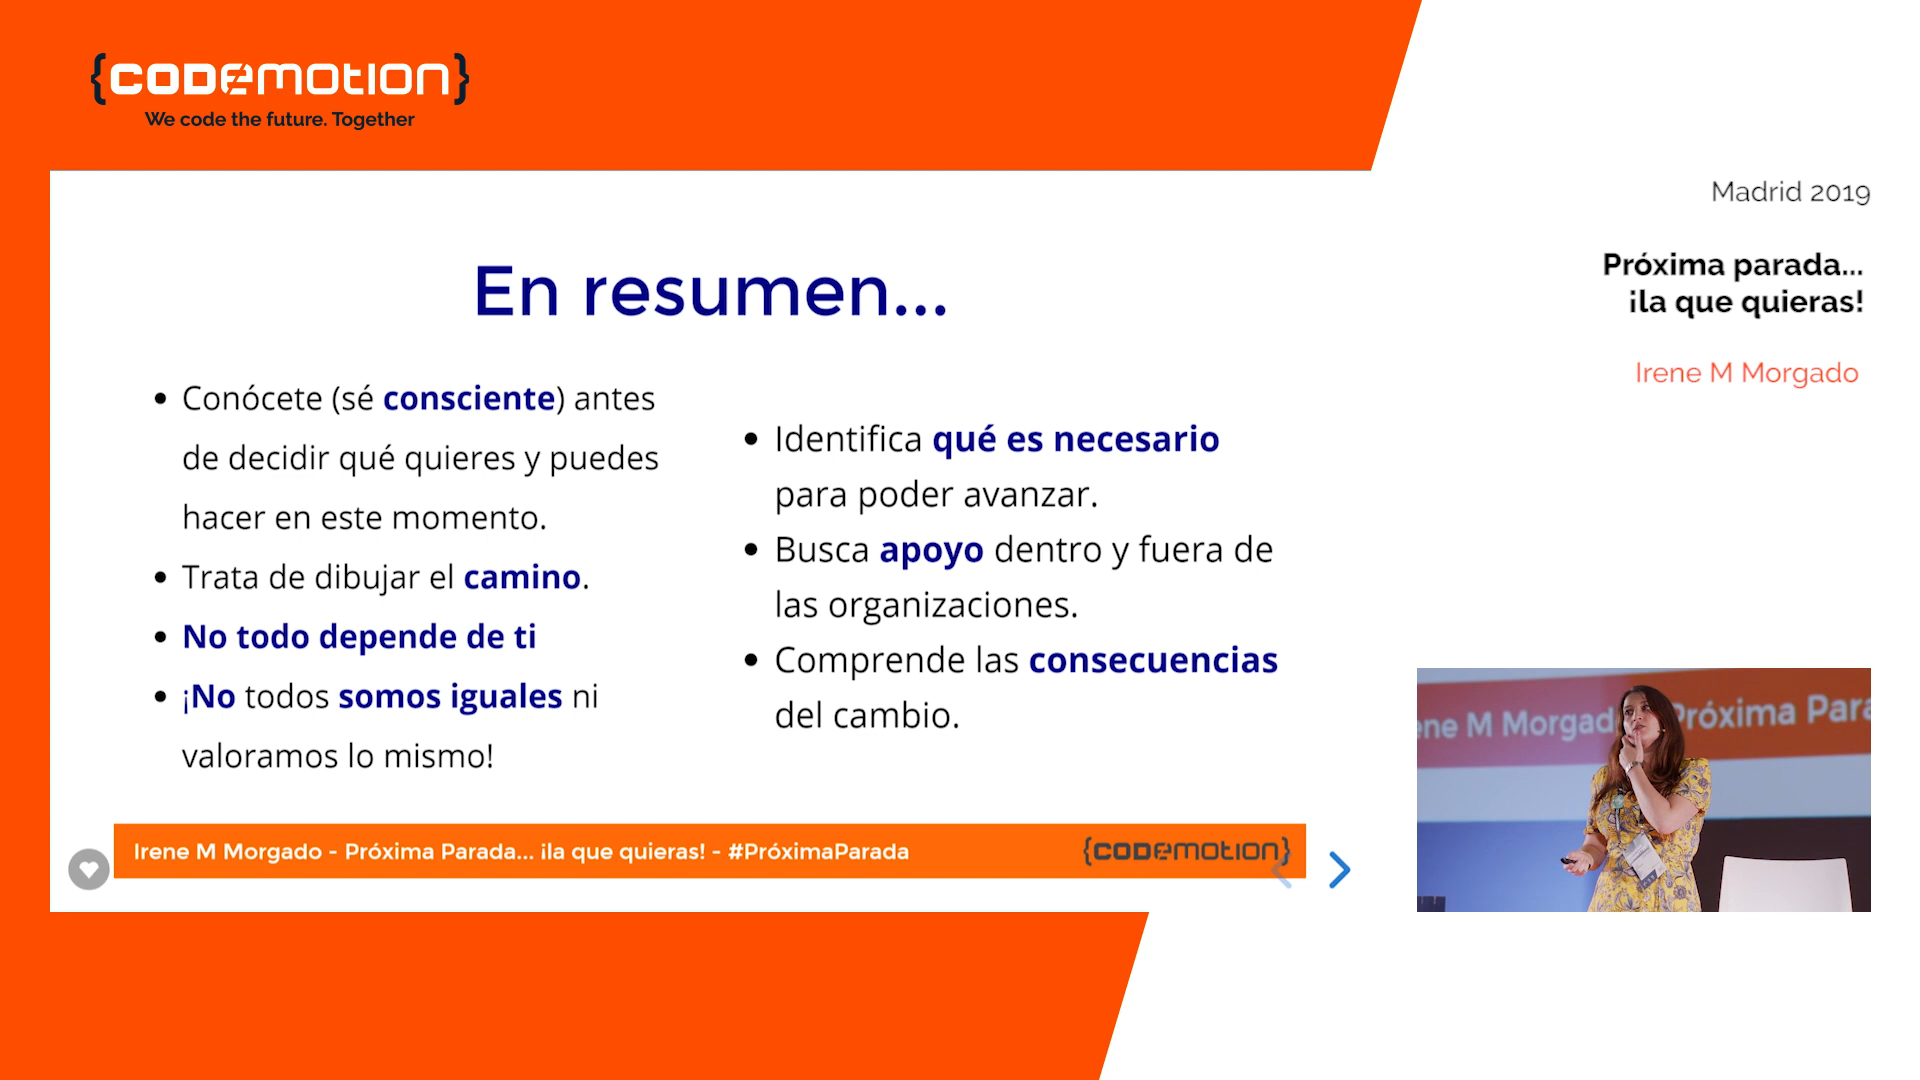 {CODEMOTION}
We code the future. Together
Madrid 2019
Próxima parada...
¡la que quieras!
Irene M Morgado
En resumen...
• Conócete (sé consciente) antes
de decidir qué quieres y puedes
hacer en este momento.
• Trata de dibujar el camino.
• No todo depende de ti
• ¡No todos somos iguales ni
valoramos lo mismo!
• Identifica qué es necesario
para poder avanzar.
• Busca apoyo dentro y fuera de
las organizaciones.
• Comprende las consecuencias
del cambio.
Irene M Morgado - Próxima Parada... ¡la que quieras! - #PróximaParada
{CODEMOTION}
ene M Morgad Próxima Para